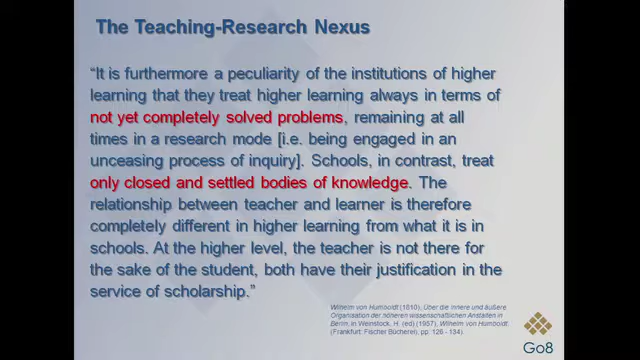 The Teaching-Research Nexus
“It is furthermore a peculiarity of the institutions of higher
learning that they treat higher learning always in terms of
not yet completely solved problems, remaining at all
times in a research mode [i.e. being engaged in an
unceasing process of inquiry]. Schools, in contrast, treat
only closed and settled bodies of knowledge. The
relationship between teacher and learner is therefore
completely different in higher learning from what it is in
schools. At the higher level, the teacher is not there for
the sake of the student, both have their justification in the
service of scholarship.”
Wilhelm von Humboldt (1810), Über die innere und äußere
Organisation der höheren wissenschaftlichen Anstalten in
Berlin, in Weinstock, H. (ed) (1957), Wilhelm von Humboldt.
(Frankfurt: Fischer Bücherei), pp. 126 - 134).
Go8